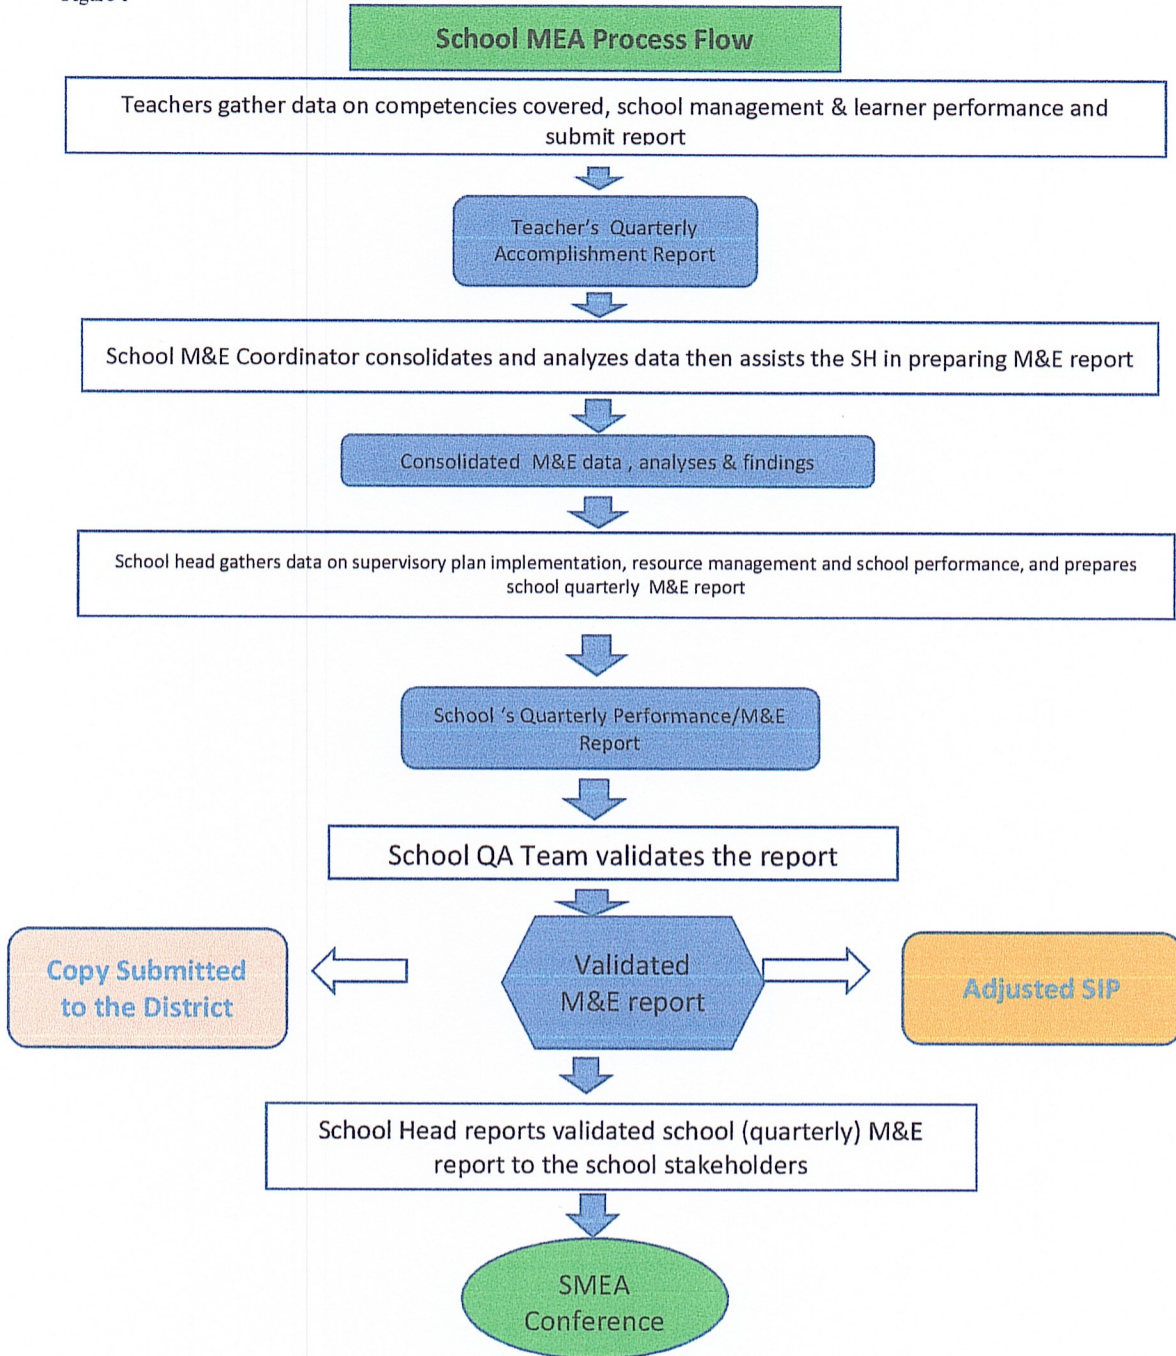 School MEA Process Flow
Teachers gather data on competencies covered, school management & learner performance and
submit report
Teacher's Quarterly
Accomplishment Report
School M&E Coordinator consolidates and analyzes data then assists the SH in preparing M&E report
Consolidated M&E data , analyses & findings
School head gathers data on supervisory plan implementation, resource management and school performance, and prepares
school quarterly M&E report
School 's Quarterly Performance/M&E
Report
School QA Team validates the report
Validated
M&E report
Copy Submitted
to the District
Adjusted SIP
School Head reports validated school (quarterly) M&E
report to the school stakeholders
SMEA
Conference